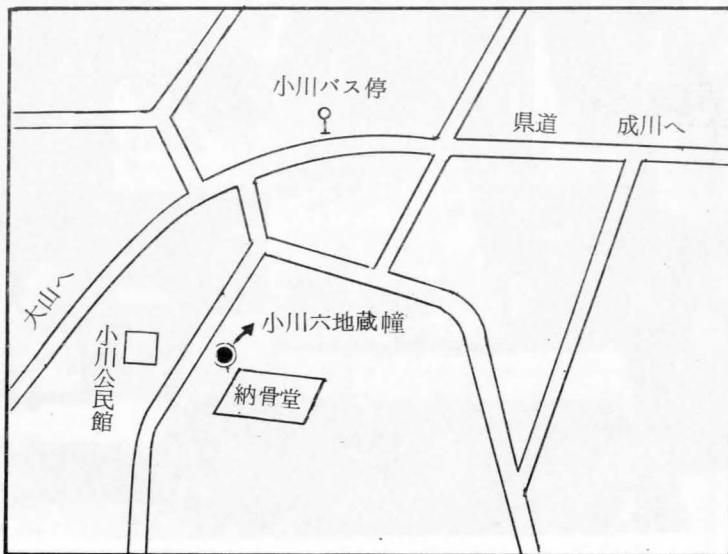 小川バス停
県道
成川へ
大山へ
小川公民館
小川六地蔵幢
納骨堂